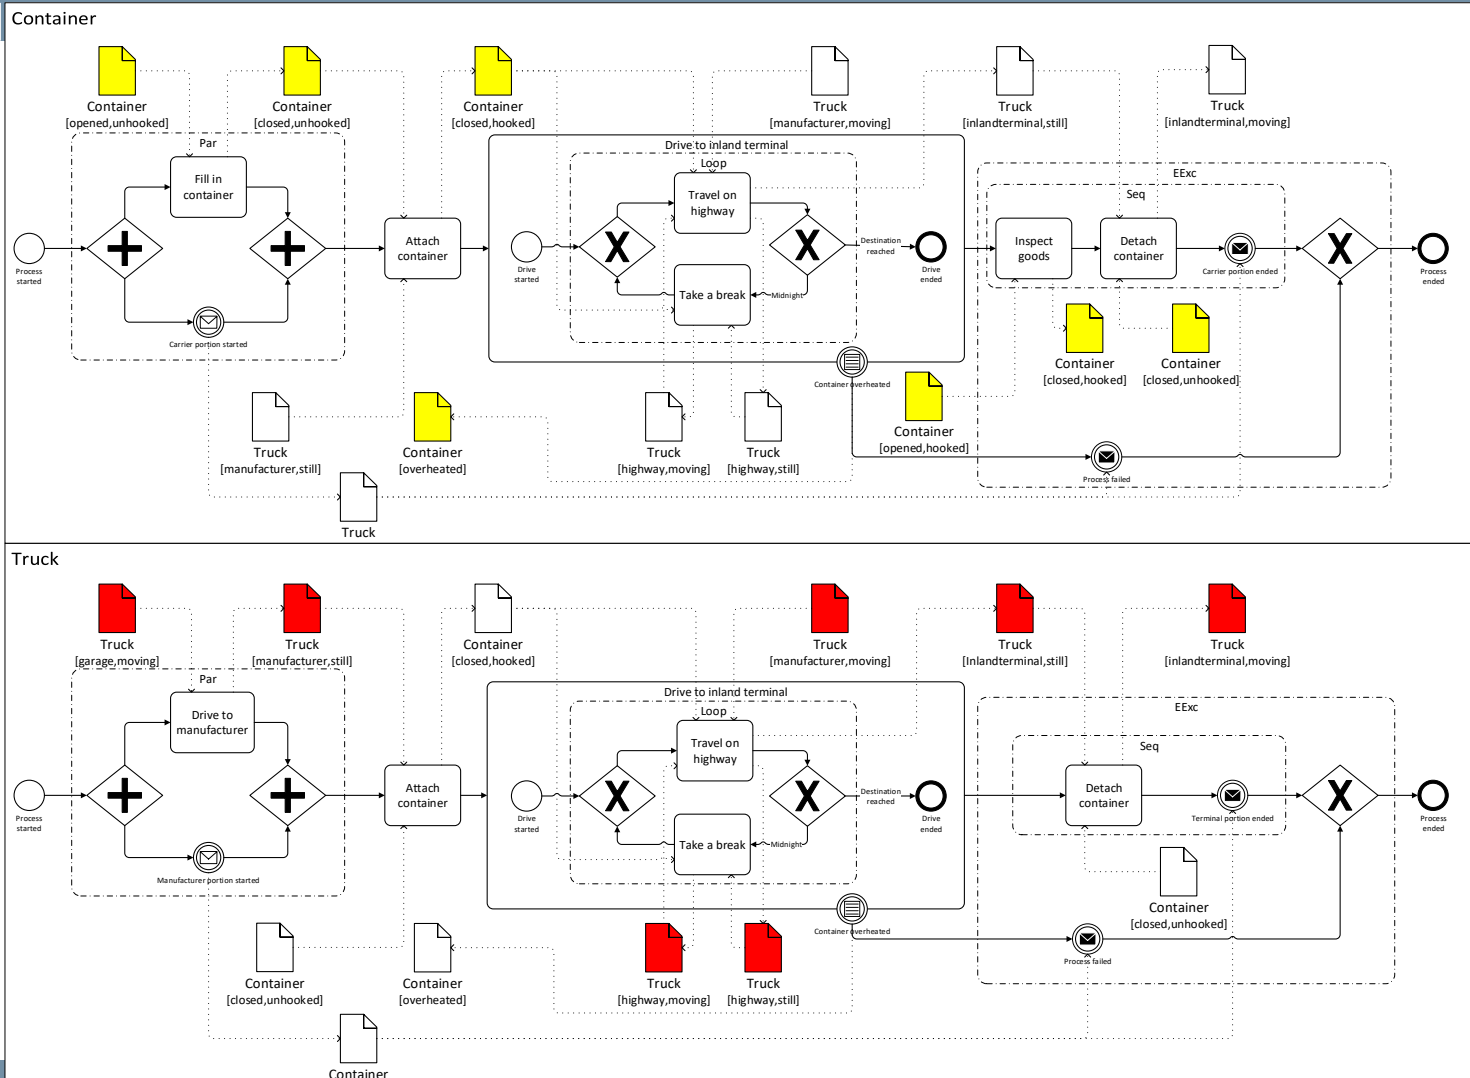 Container
Container
[opened,unhooked]
Container
[closed,unhooked]
Container
[closed,hooked]
Truck
[manufacturer,moving]
Truck
[inlandterminal,still]
Truck
[inlandterminal,moving]
Par
Fill in
container
Process
started
Carrier portion started
Attach
container
Drive to inland terminal
Loop
Travel on
highway
Drive
started
X
X
Destination
reached
Drive
ended
Take a break
Midnight
Container overheated
EExc
Seq
Inspect
goods
Detach
container
Carrier portion ended
X
Process
ended
Container
[closed,hooked]
Container
[closed,unhooked]
Container
[opened,hooked]
Process failed
Truck
[manufacturer,still]
Container
[overheated]
Truck
[highway,moving]
Truck
[highway,still]
Truck
Truck
Truck
[garage,moving]
Truck
[manufacturer,still]
Container
[closed,hooked]
Truck
[manufacturer,moving]
Truck
[Inlandterminal,still]
Truck
[inlandterminal,moving]
Par
Drive to
manufacturer
Process
started
Manufacturer portion started
Attach
container
Drive to inland terminal
Loop
Travel on
highway
Drive
started
X
X
Destination
reached
Drive
ended
Take a break
Midnight
Container overheated
EExc
Seq
Detach
container
Terminal portion ended
X
Process
ended
Container
[closed,unhooked]
Process failed
Container
[closed,unhooked]
Container
[overheated]
Truck
[highway,moving]
Truck
[highway,still]
Container